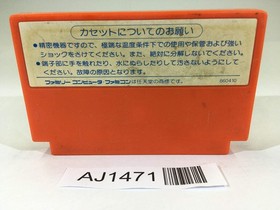 カセットについてのお願い
●精密機器ですので、極端な温度条件下での使用や保管および強い
ショックをさけてください。また、絶対に分解しないでください。
●端子部に手を触れたり、水にぬらしたりして汚さないようにして
ください。故障の原因となります。
ファミリーコンピュータ・ファミコンは任天堂の商標です。
AJ1471